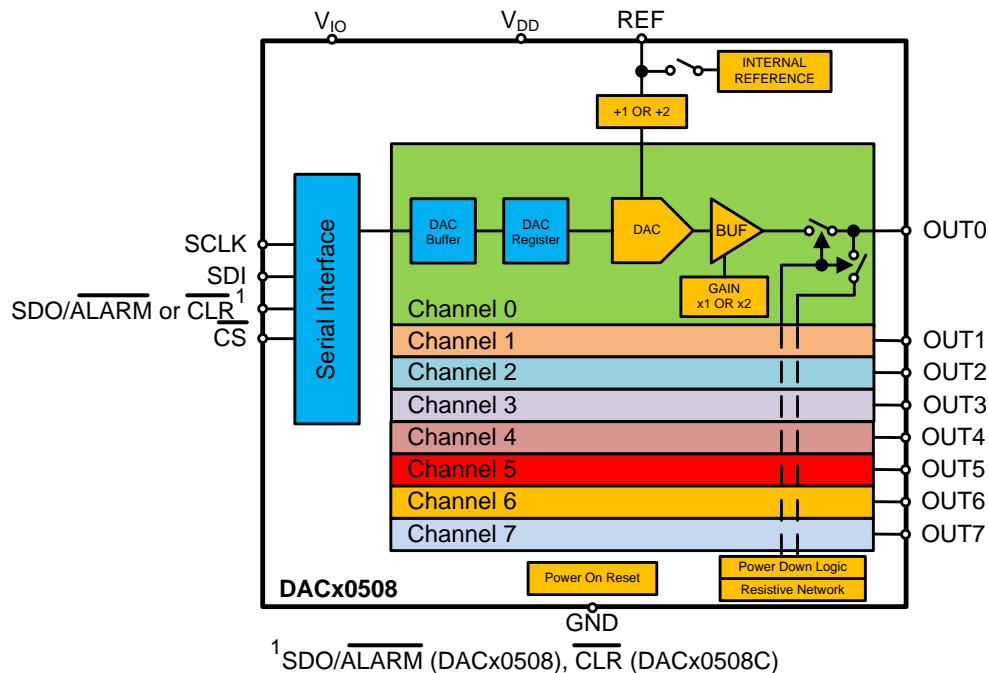 VIO
VDD
REF
INTERNAL
REFERENCE
+1 OR +2
Serial Interface
DAC
Buffer
DAC
Register
DAC
BUF
GAIN
x1 OR x2
SCLK
SDI
SDO/ALARM or CLR1
CS
OUT0
Channel 0
Channel 1
OUT1
Channel 2
OUT2
Channel 3
OUT3
Channel 4
OUT4
Channel 5
OUT5
Channel 6
OUT6
Channel 7
OUT7
Power Down Logic
Resistive Network
Power On Reset
DACx0508
GND
1SDO/ALARM (DACx0508), CLR (DACx0508C)